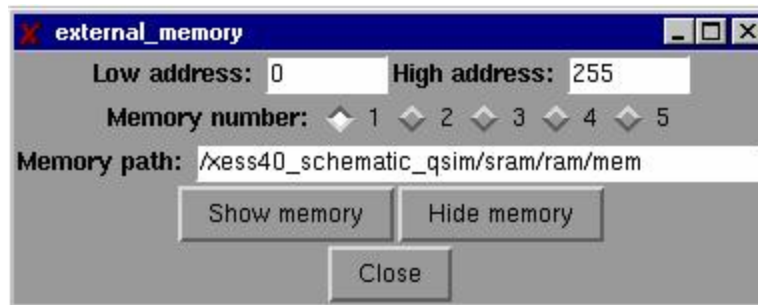 external_memory
Low address: 0 High address: 255
Memory number: 1 2 3 4 5
Memory path: /xess40_schematic_qsim/sram/ram/mem
Show memory Hide memory
Close